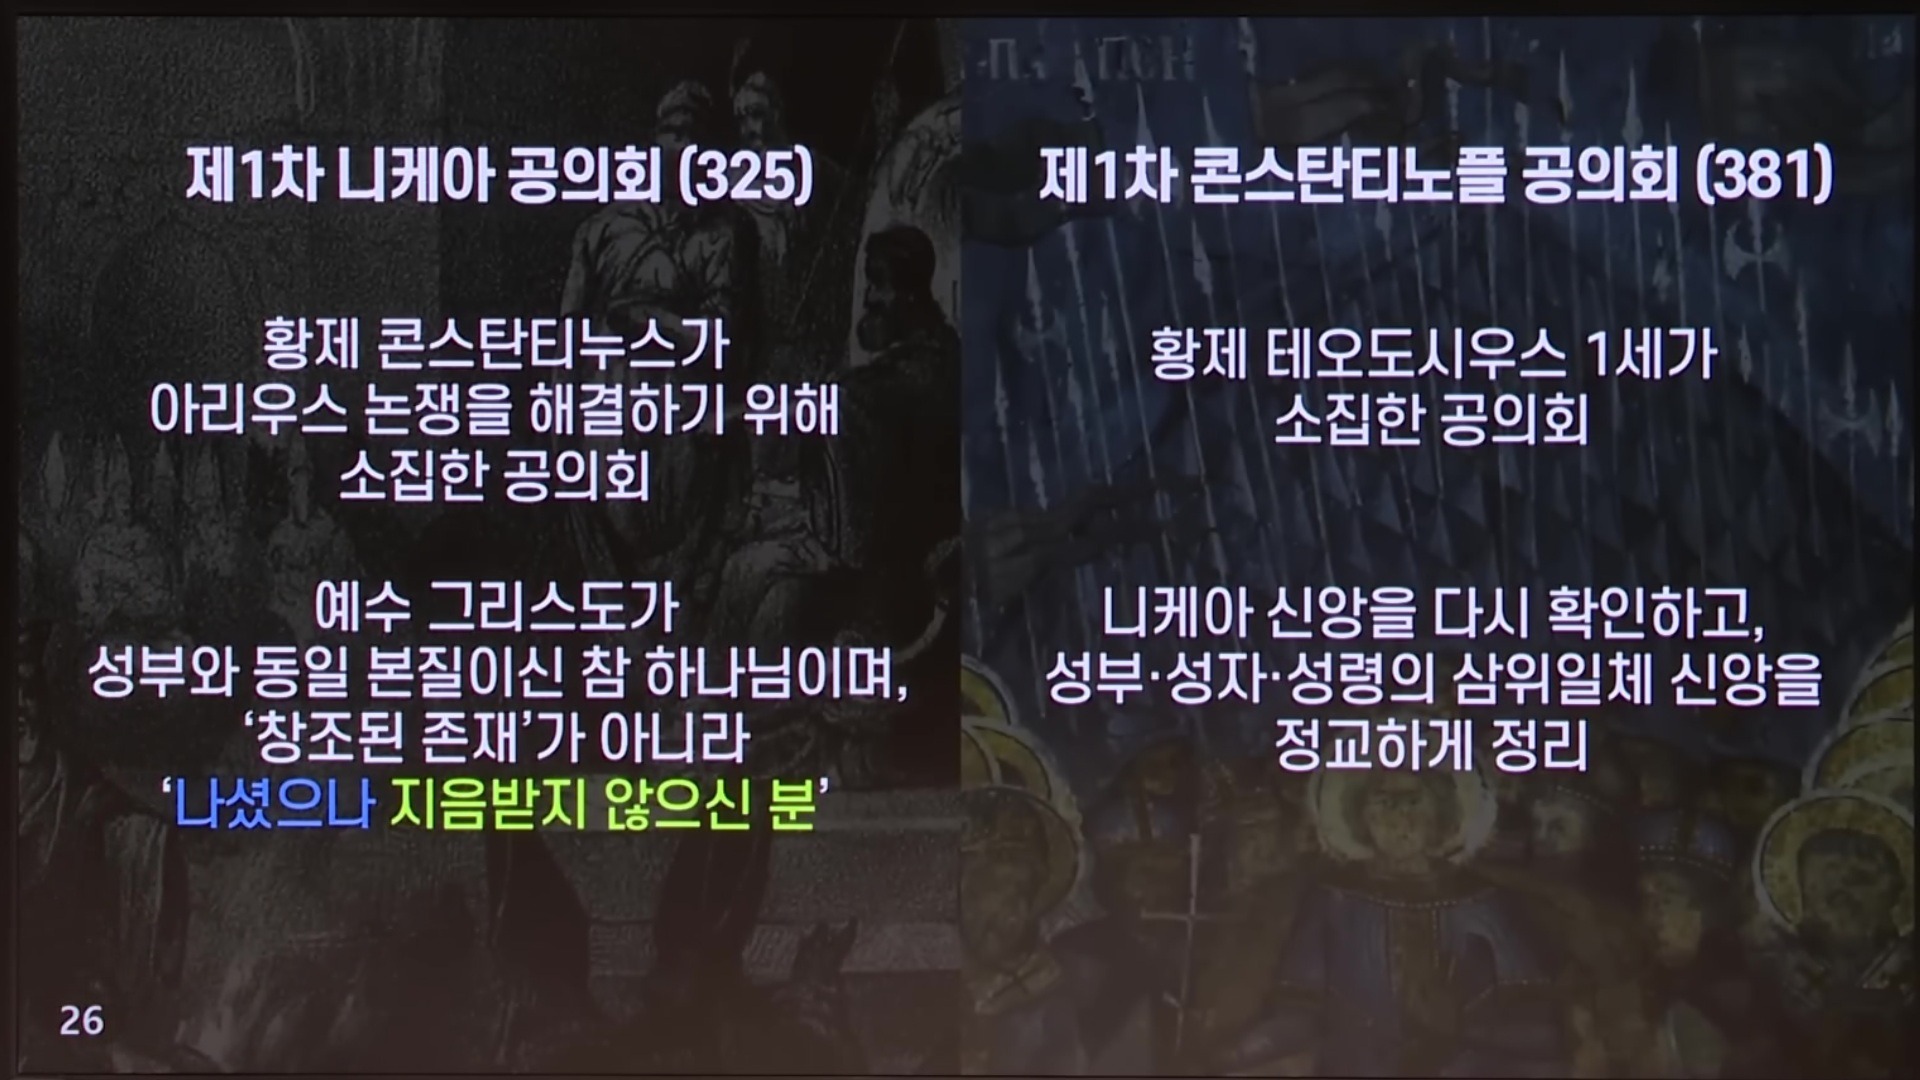 제1차 니케아 공의회 (325)
황제 콘스탄티누스가
아리우스 논쟁을 해결하기 위해
소집한 공의회
예수 그리스도가
성부와 동일 본질이신 참 하나님이며,
‘창조된 존재’가 아니라
‘나셨으나 지음받지 않으신 분’
제1차 콘스탄티노플 공의회 (381)
황제 테오도시우스 1세가
소집한 공의회
니케아 신앙을 다시 확인하고,
성부·성자·성령의 삼위일체 신앙을
정교하게 정리
26